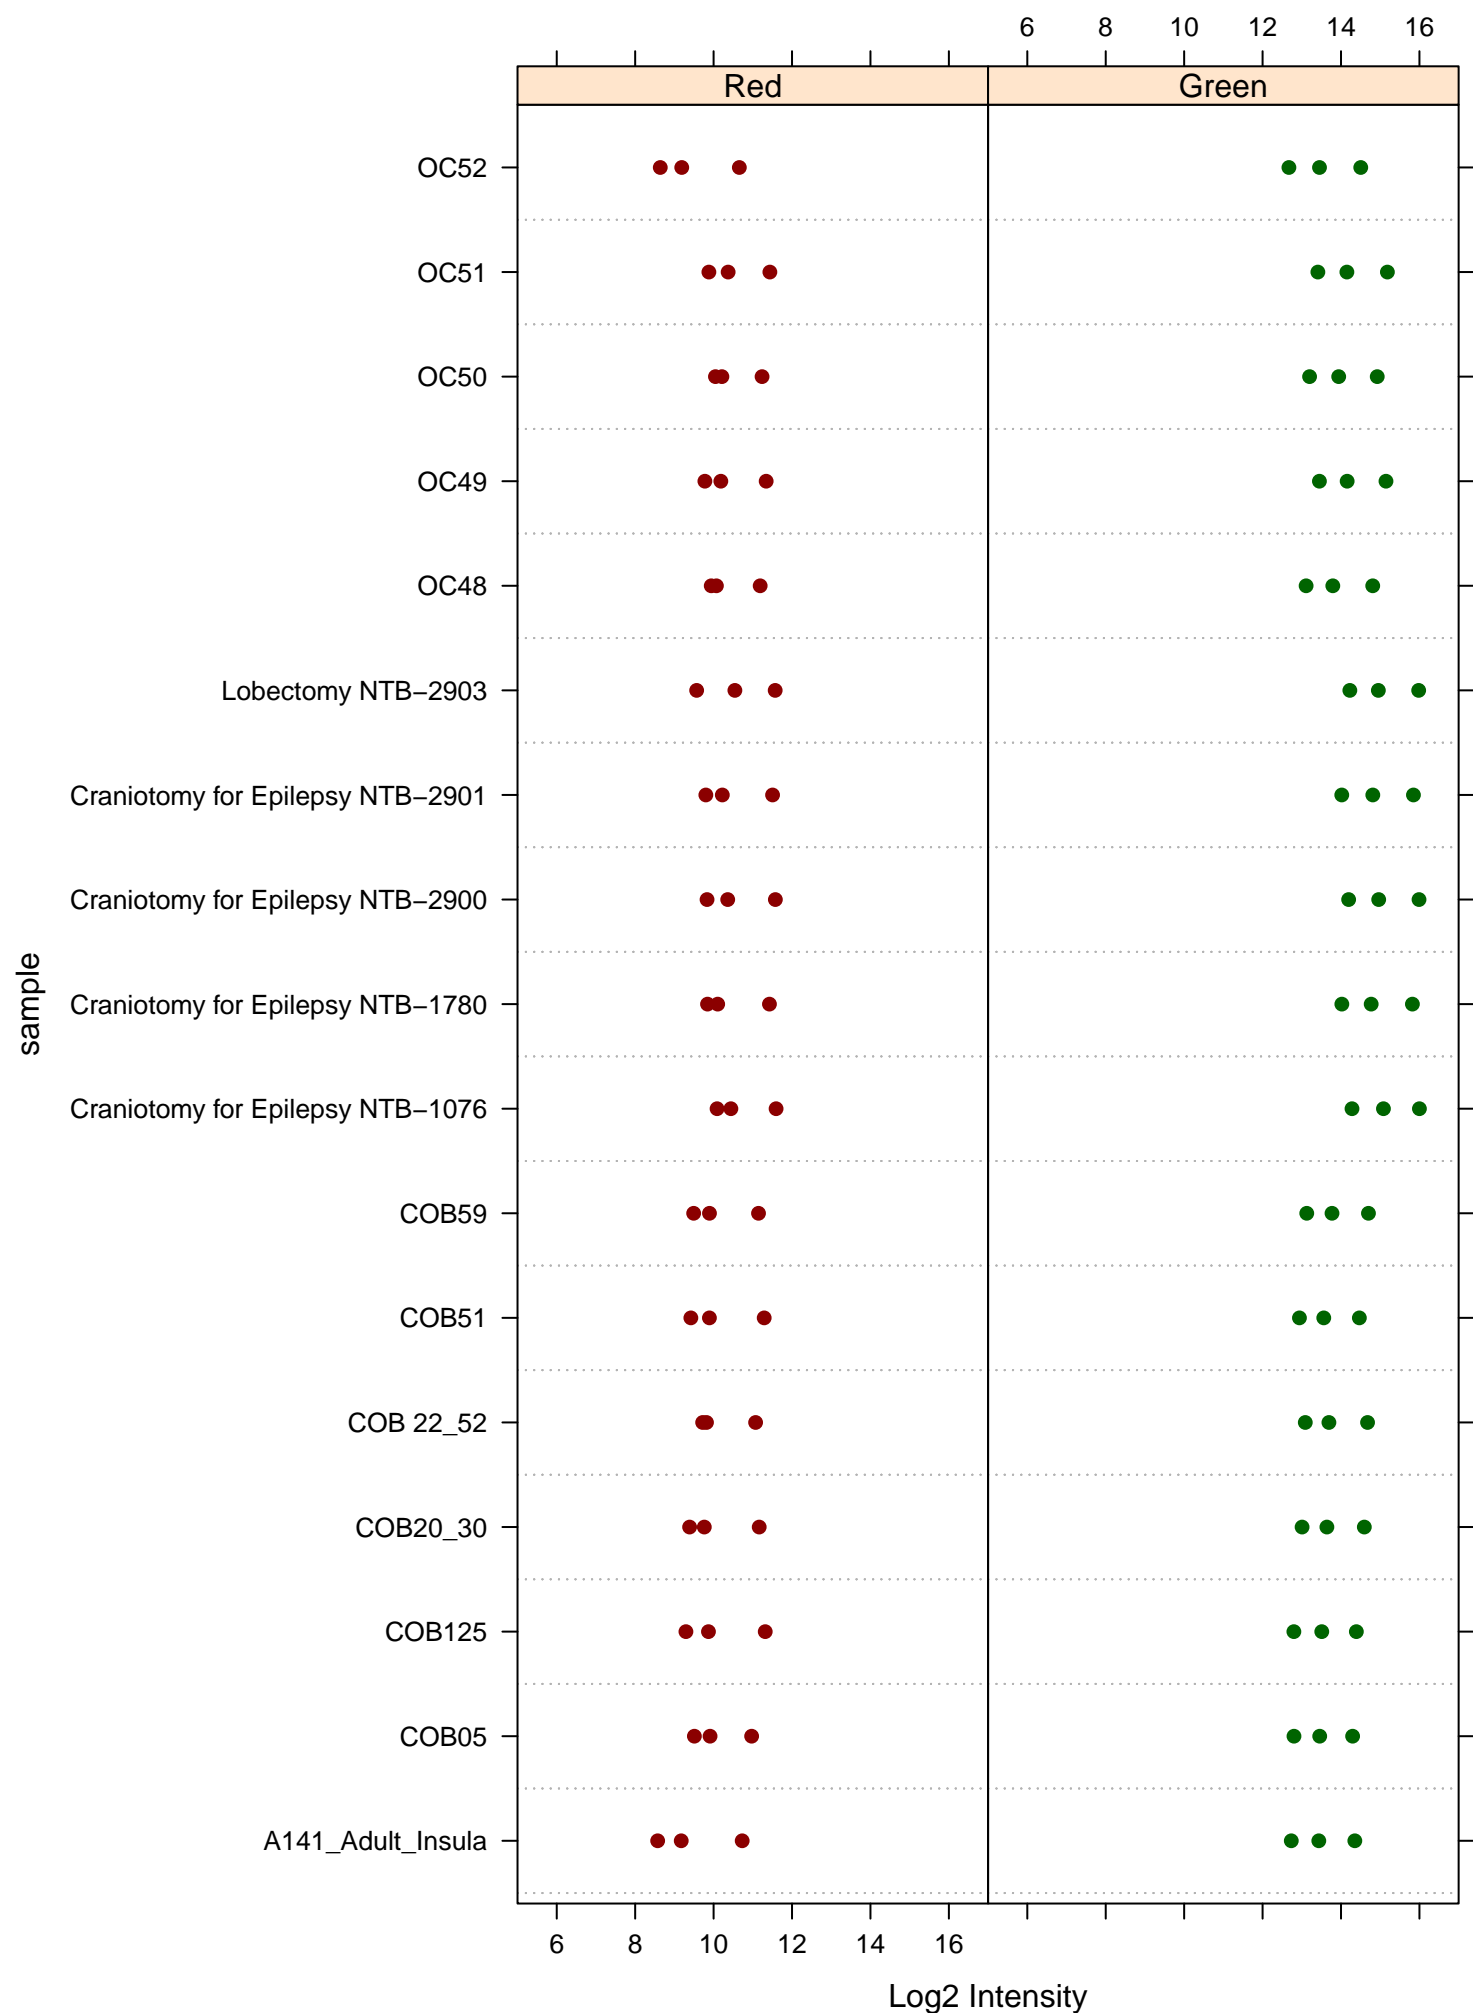 6 8 10 12 14 16
Red Green
OC52
OC51
OC50
OC49
OC48
Lobectomy NTB−2903
Craniotomy for Epilepsy NTB−2901
Craniotomy for Epilepsy NTB−2900
Craniotomy for Epilepsy NTB−1780
Craniotomy for Epilepsy NTB−1076
COB59
COB51
COB 22_52
COB20_30
COB125
COB05
A141_Adult_Insula
sample
6 8 10 12 14 16
Log2 Intensity